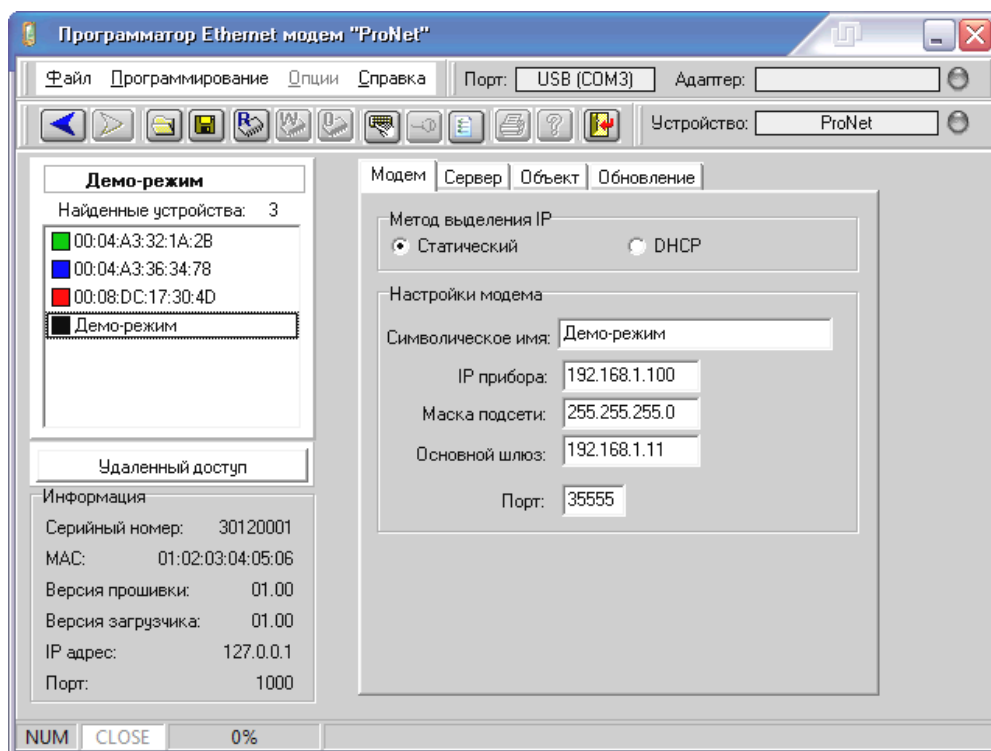 Программатор Ethernet модем "ProNet"
Файл Программирование Опции Справка Порт: USB (COM3) Адаптер:
R W O ? Устройство: ProNet
Демо-режим
Найденные устройства: 3
00:04:A3:32:1A:2B
00:04:A3:36:34:78
00:08:DC:17:30:4D
Демо-режим
Удаленный доступ
Информация
Серийный номер: 30120001
MAC: 01:02:03:04:05:06
Версия прошивки: 01.00
Версия загрузчика: 01.00
IP адрес: 127.0.0.1
Порт: 1000
Модем Сервер Объект Обновление
Метод выделения IP
Статический DHCP
Настройки модема
Символическое имя: Демо-режим
IP прибора: 192.168.1.100
Маска подсети: 255.255.255.0
Основной шлюз: 192.168.1.11
Порт: 35555
NUM CLOSE 0%